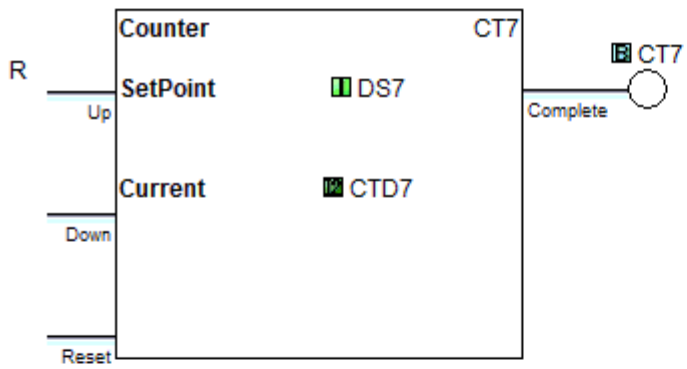 Counter CT7
B CT7
R
SetPoint DS7
Up
Complete
Current CTD7
Down
Reset